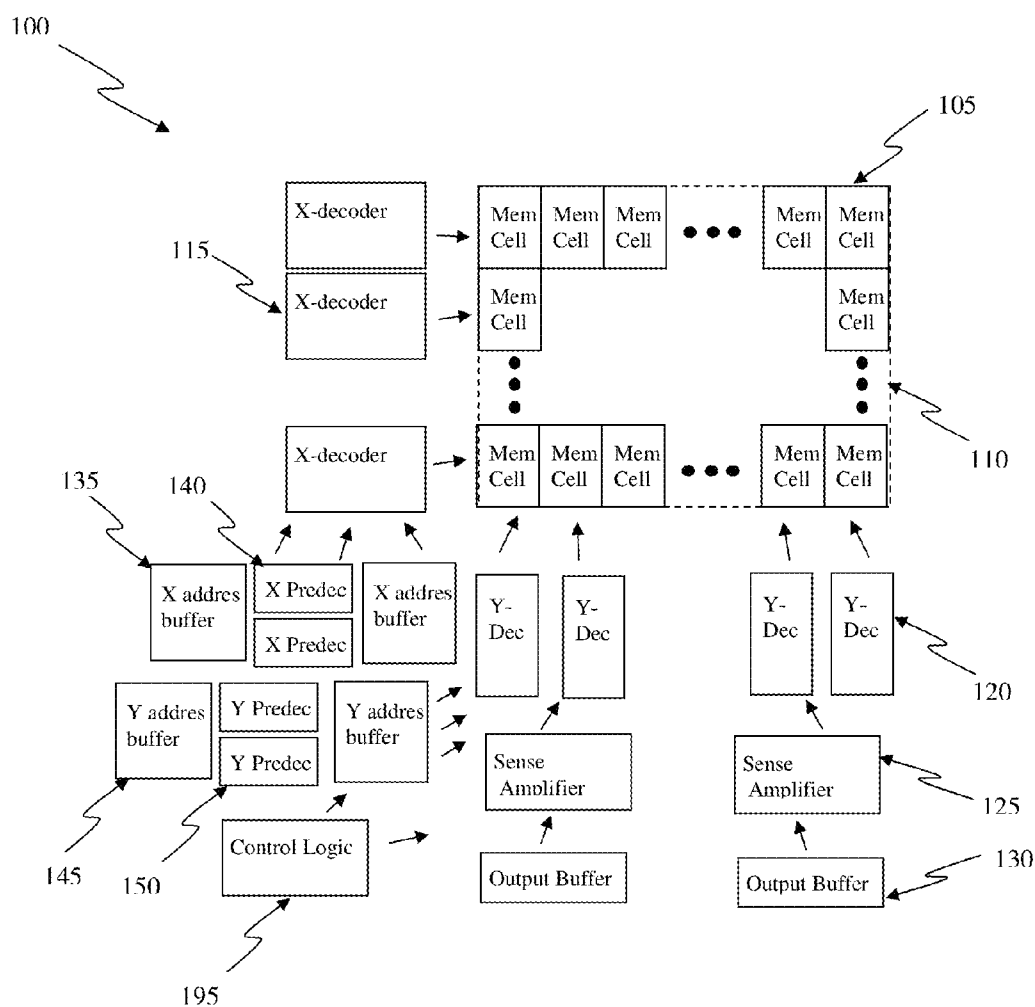 100
105
X-decoder
Mem Cell
Mem Cell
Mem Cell
Mem Cell
Mem Cell
115
X-decoder
Mem Cell
Mem Cell
110
X-decoder
Mem Cell
Mem Cell
Mem Cell
Mem Cell
Mem Cell
135
140
X addres buffer
X Predec
X Predec
X addres buffer
Y-Dec
Y-Dec
Y-Dec
Y-Dec
120
Y addres buffer
Y Predec
Y Predec
Y addres buffer
Sense Amplifier
Sense Amplifier
125
145
150
Control Logic
Output Buffer
Output Buffer
130
195